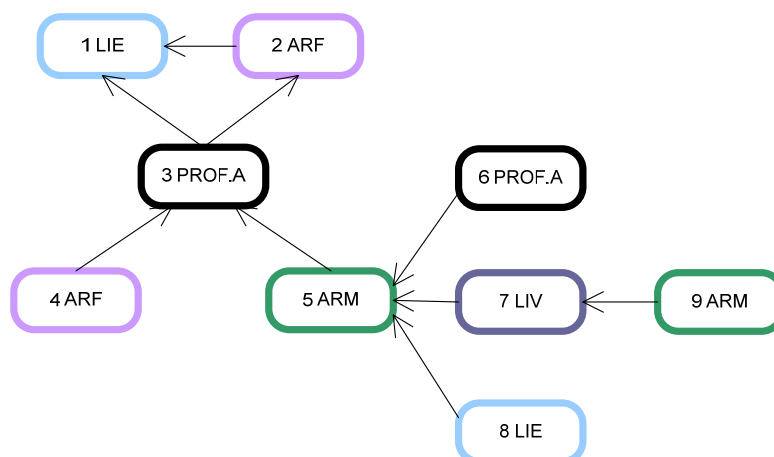 1 LIE
2 ARF
3 PROF.A
6 PROF.A
4 ARF
5 ARM
7 LIV
9 ARM
8 LIE